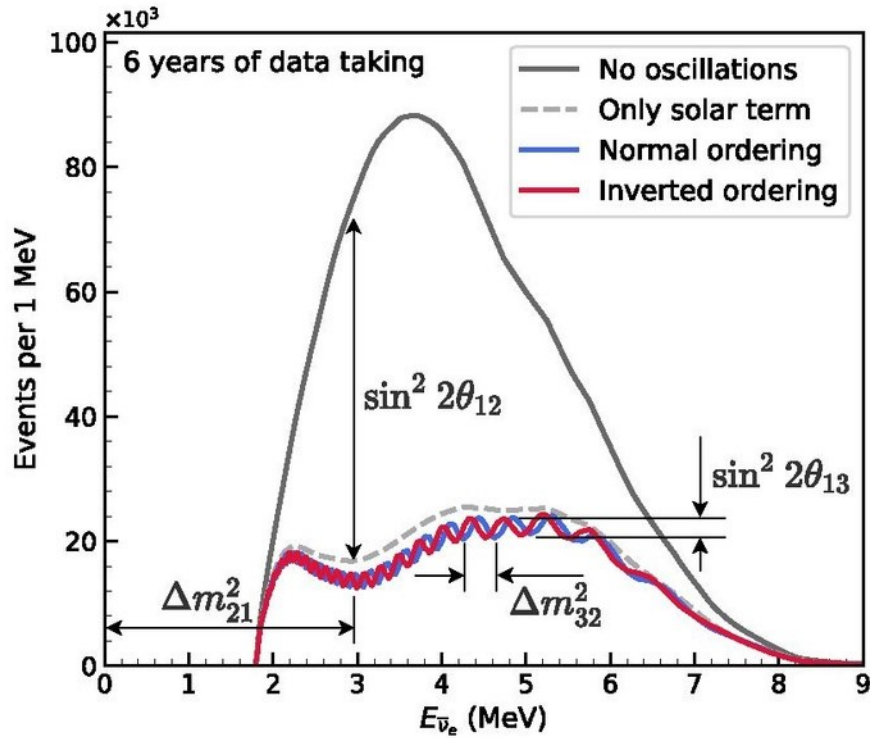 ×10³
100
80
60
40
20
0
Events per 1 MeV
6 years of data taking
No oscillations
Only solar term
Normal ordering
Inverted ordering
sin² 2θ₁₂
sin² 2θ₁₃
Δm²₂₁
Δm²₃₂
0 1 2 3 4 5 6 7 8 9
E_ν̅ₑ (MeV)